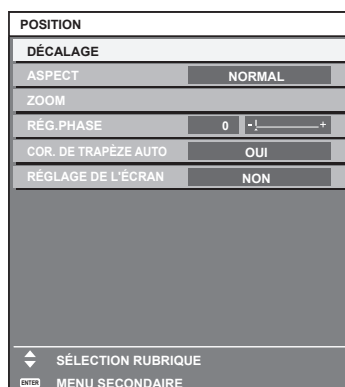 POSITION
DÉCALAGE
ASPECT NORMAL
ZOOM
RÉG.PHASE 0 - +
COR. DE TRAPÈZE AUTO OUI
RÉGLAGE DE L'ÉCRAN NON
SÉLECTION RUBRIQUE
ENTER MENU SECONDAIRE